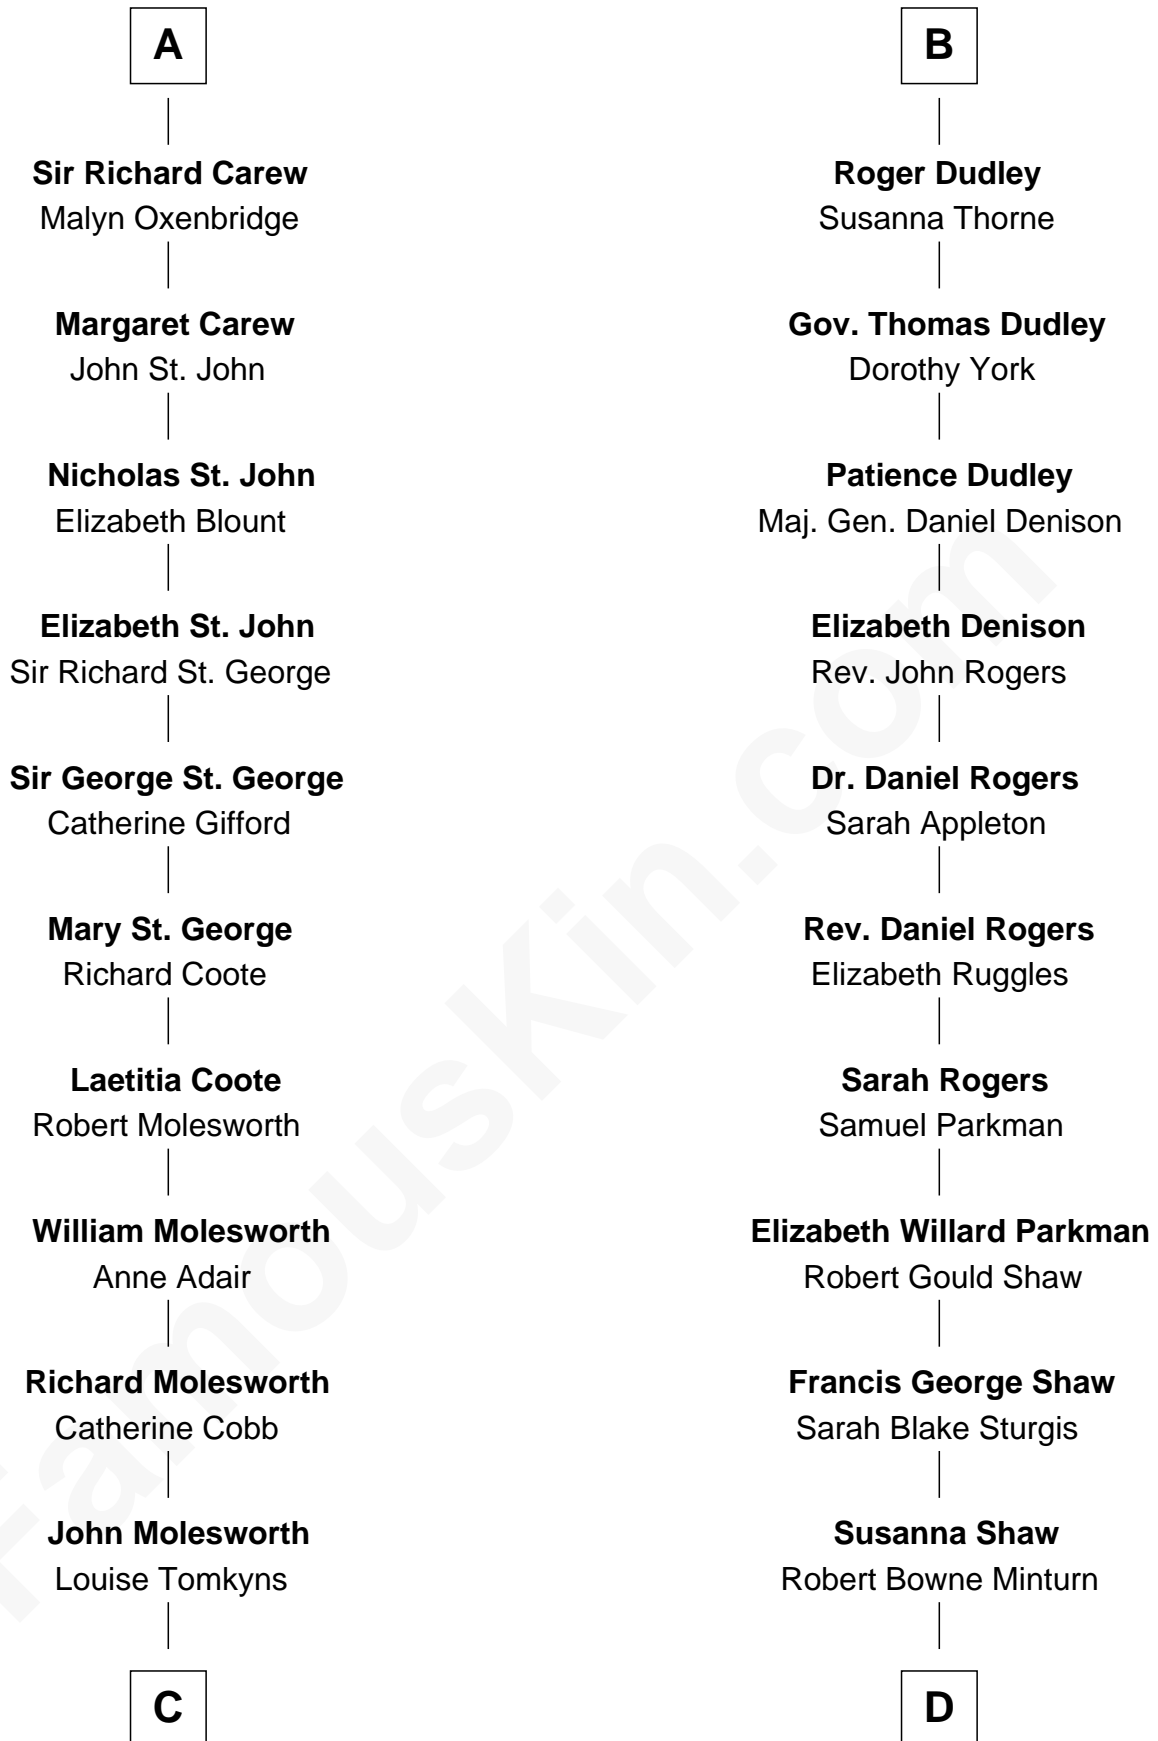 A
Sir Richard Carew
Malyn Oxenbridge
Margaret Carew
John St. John
Nicholas St. John
Elizabeth Blount
Elizabeth St. John
Sir Richard St. George
Sir George St. George
Catherine Gifford
Mary St. George
Richard Coote
Laetitia Coote
Robert Molesworth
William Molesworth
Anne Adair
Richard Molesworth
Catherine Cobb
John Molesworth
Louise Tomkyns
C
B
Roger Dudley
Susanna Thorne
Gov. Thomas Dudley
Dorothy York
Patience Dudley
Maj. Gen. Daniel Denison
Elizabeth Denison
Rev. John Rogers
Dr. Daniel Rogers
Sarah Appleton
Rev. Daniel Rogers
Elizabeth Ruggles
Sarah Rogers
Samuel Parkman
Elizabeth Willard Parkman
Robert Gould Shaw
Francis George Shaw
Sarah Blake Sturgis
Susanna Shaw
Robert Bowne Minturn
D
FamousKin.com